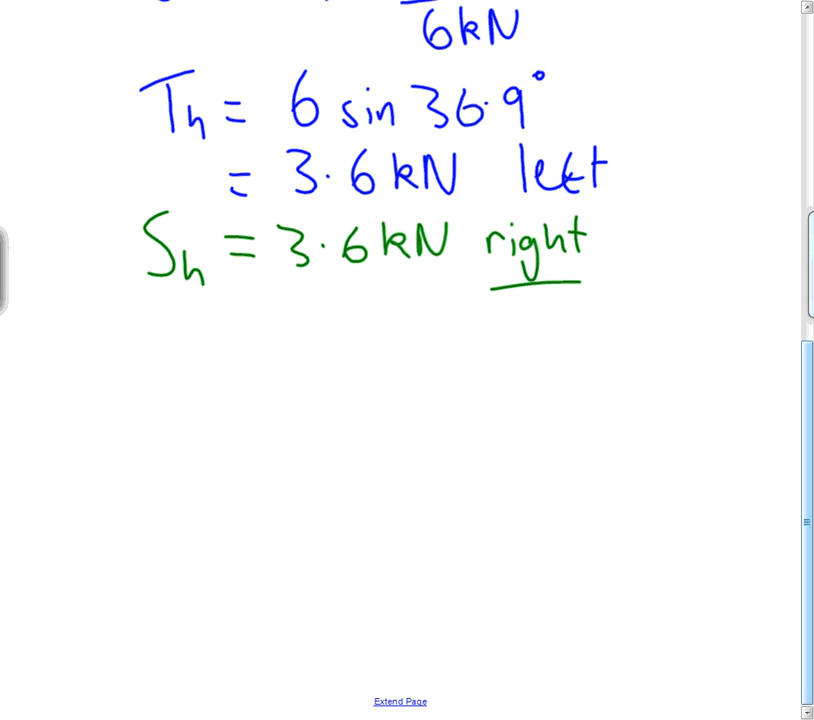 6kN
Th = 6 sin 36.9°
= 3.6 kN left
Sh = 3.6 kN right
Extend Page